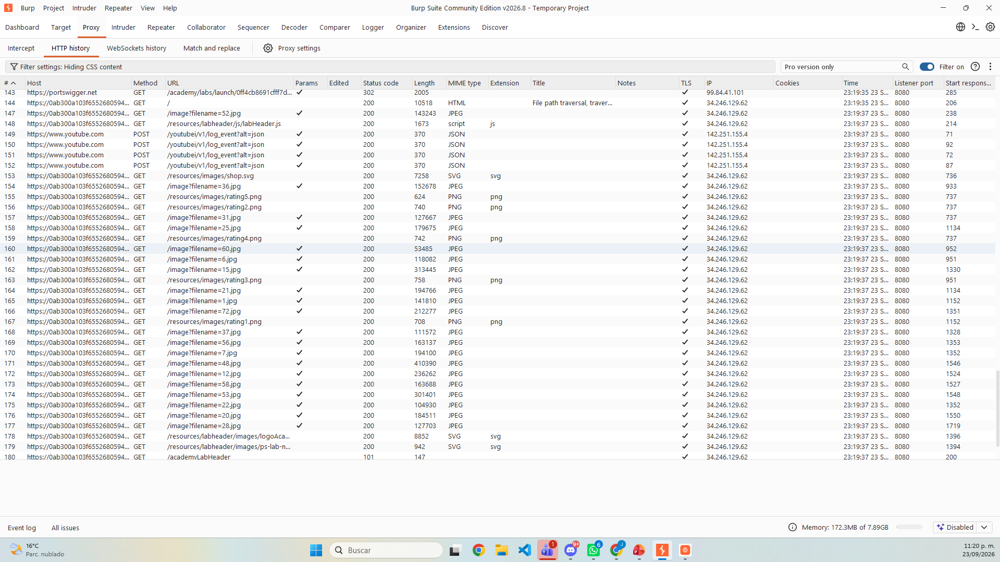 Burp Project Intruder Repeater View Help
Burp Suite Community Edition v2026.8 - Temporary Project
Dashboard Target Proxy Intruder Repeater Collaborator Sequencer Decoder Comparer Logger Organizer Extensions Discover
Intercept HTTP history WebSockets history Match and replace Proxy settings
Filter settings: Hiding CSS content
Pro version only
Filter on
# Host Method URL Params Edited Status code Length MIME type Extension Title Notes TLS IP Cookies Time Listener port Start respons...
143 https://portswigger.net GET /academy/labs/launch/0ff4cb8691cfff7d... ✓ 302 2005 ✓ 99.84.41.101 23:19:35 23 S... 8080 285
144 https://0ab300a103f6552680594... GET / 200 10518 HTML File path traversal, traver... ✓ 34.246.129.62 23:19:35 23 S... 8080 206
147 https://0ab300a103f6552680594... GET /image?filename=52.jpg ✓ 200 143243 JPEG ✓ 34.246.129.62 23:19:37 23 S... 8080 238
148 https://0ab300a103f6552680594... GET /resources/labheader/js/labHeader.js 200 1673 script js ✓ 34.246.129.62 23:19:37 23 S... 8080 214
149 https://www.youtube.com POST /youtubei/v1/log_event?alt=json ✓ 200 370 JSON ✓ 142.251.155.4 23:19:37 23 S... 8080 71
150 https://www.youtube.com POST /youtubei/v1/log_event?alt=json ✓ 200 370 JSON ✓ 142.251.155.4 23:19:37 23 S... 8080 92
151 https://www.youtube.com POST /youtubei/v1/log_event?alt=json ✓ 200 370 JSON ✓ 142.251.155.4 23:19:37 23 S... 8080 72
152 https://www.youtube.com POST /youtubei/v1/log_event?alt=json ✓ 200 370 JSON ✓ 142.251.155.4 23:19:37 23 S... 8080 87
153 https://0ab300a103f6552680594... GET /resources/images/shop.svg 200 7258 SVG svg ✓ 34.246.129.62 23:19:37 23 S... 8080 736
154 https://0ab300a103f6552680594... GET /image?filename=36.jpg ✓ 200 152678 JPEG ✓ 34.246.129.62 23:19:37 23 S... 8080 933
155 https://0ab300a103f6552680594... GET /resources/images/rating5.png 200 624 PNG png ✓ 34.246.129.62 23:19:37 23 S... 8080 737
156 https://0ab300a103f6552680594... GET /resources/images/rating2.png 200 740 PNG png ✓ 34.246.129.62 23:19:37 23 S... 8080 737
157 https://0ab300a103f6552680594... GET /image?filename=31.jpg ✓ 200 127667 JPEG ✓ 34.246.129.62 23:19:37 23 S... 8080 737
158 https://0ab300a103f6552680594... GET /image?filename=25.jpg ✓ 200 179675 JPEG ✓ 34.246.129.62 23:19:37 23 S... 8080 1134
159 https://0ab300a103f6552680594... GET /resources/images/rating4.png 200 742 PNG png ✓ 34.246.129.62 23:19:37 23 S... 8080 737
160 https://0ab300a103f6552680594... GET /image?filename=60.jpg ✓ 200 53485 JPEG ✓ 34.246.129.62 23:19:37 23 S... 8080 952
161 https://0ab300a103f6552680594... GET /image?filename=6.jpg ✓ 200 118082 JPEG ✓ 34.246.129.62 23:19:37 23 S... 8080 951
162 https://0ab300a103f6552680594... GET /image?filename=15.jpg ✓ 200 313445 JPEG ✓ 34.246.129.62 23:19:37 23 S... 8080 1330
163 https://0ab300a103f6552680594... GET /resources/images/rating3.png 200 758 PNG png ✓ 34.246.129.62 23:19:37 23 S... 8080 951
164 https://0ab300a103f6552680594... GET /image?filename=21.jpg ✓ 200 194766 JPEG ✓ 34.246.129.62 23:19:37 23 S... 8080 1134
165 https://0ab300a103f6552680594... GET /image?filename=1.jpg ✓ 200 141810 JPEG ✓ 34.246.129.62 23:19:37 23 S... 8080 1152
166 https://0ab300a103f6552680594... GET /image?filename=72.jpg ✓ 200 212277 JPEG ✓ 34.246.129.62 23:19:37 23 S... 8080 1351
167 https://0ab300a103f6552680594... GET /resources/images/rating1.png 200 708 PNG png ✓ 34.246.129.62 23:19:37 23 S... 8080 1152
168 https://0ab300a103f6552680594... GET /image?filename=37.jpg ✓ 200 111572 JPEG ✓ 34.246.129.62 23:19:37 23 S... 8080 1328
169 https://0ab300a103f6552680594... GET /image?filename=56.jpg ✓ 200 163137 JPEG ✓ 34.246.129.62 23:19:37 23 S... 8080 1353
170 https://0ab300a103f6552680594... GET /image?filename=7.jpg ✓ 200 194100 JPEG ✓ 34.246.129.62 23:19:37 23 S... 8080 1352
171 https://0ab300a103f6552680594... GET /image?filename=48.jpg ✓ 200 410390 JPEG ✓ 34.246.129.62 23:19:37 23 S... 8080 1546
172 https://0ab300a103f6552680594... GET /image?filename=12.jpg ✓ 200 236262 JPEG ✓ 34.246.129.62 23:19:37 23 S... 8080 1524
173 https://0ab300a103f6552680594... GET /image?filename=58.jpg ✓ 200 163688 JPEG ✓ 34.246.129.62 23:19:37 23 S... 8080 1527
174 https://0ab300a103f6552680594... GET /image?filename=53.jpg ✓ 200 301401 JPEG ✓ 34.246.129.62 23:19:37 23 S... 8080 1548
175 https://0ab300a103f6552680594... GET /image?filename=22.jpg ✓ 200 104930 JPEG ✓ 34.246.129.62 23:19:37 23 S... 8080 1352
176 https://0ab300a103f6552680594... GET /image?filename=20.jpg ✓ 200 184511 JPEG ✓ 34.246.129.62 23:19:37 23 S... 8080 1550
177 https://0ab300a103f6552680594... GET /image?filename=28.jpg ✓ 200 127703 JPEG ✓ 34.246.129.62 23:19:37 23 S... 8080 1719
178 https://0ab300a103f6552680594... GET /resources/labheader/images/logoAca... 200 8852 SVG svg ✓ 34.246.129.62 23:19:37 23 S... 8080 1396
179 https://0ab300a103f6552680594... GET /resources/labheader/images/ps-lab-n... 200 942 SVG svg ✓ 34.246.129.62 23:19:37 23 S... 8080 1394
180 https://0ab300a103f6552680594... GET /academyLabHeader 101 147 ✓ 34.246.129.62 23:19:37 23 S... 8080 200
Event log All issues
Memory: 172.3MB of 7.89GB
Disabled
16°C
Parc. nublado
Buscar
1
9+
6
J
11:20 p. m.
23/09/2026